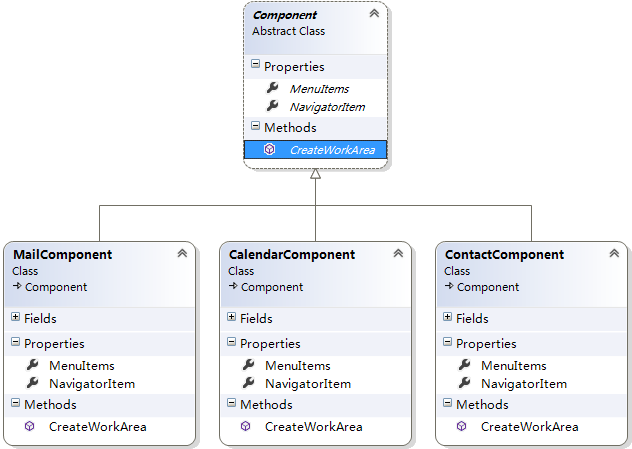 Component
Abstract Class
Properties
MenuItems
NavigatorItem
Methods
CreateWorkArea
MailComponent
Class
Component
Fields
Properties
MenuItems
NavigatorItem
Methods
CreateWorkArea
CalendarComponent
Class
Component
Fields
Properties
MenuItems
NavigatorItem
Methods
CreateWorkArea
ContactComponent
Class
Component
Fields
Properties
MenuItems
NavigatorItem
Methods
CreateWorkArea